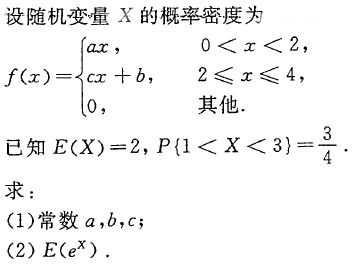 设随机变量 X 的概率密度为
f(x)={ax, 0<x<2,
cx+b, 2≤x≤4,
0, 其他.
已知 E(X)=2, P{1<X<3}=3/4.
求:
(1)常数 a,b,c;
(2) E(e^X).